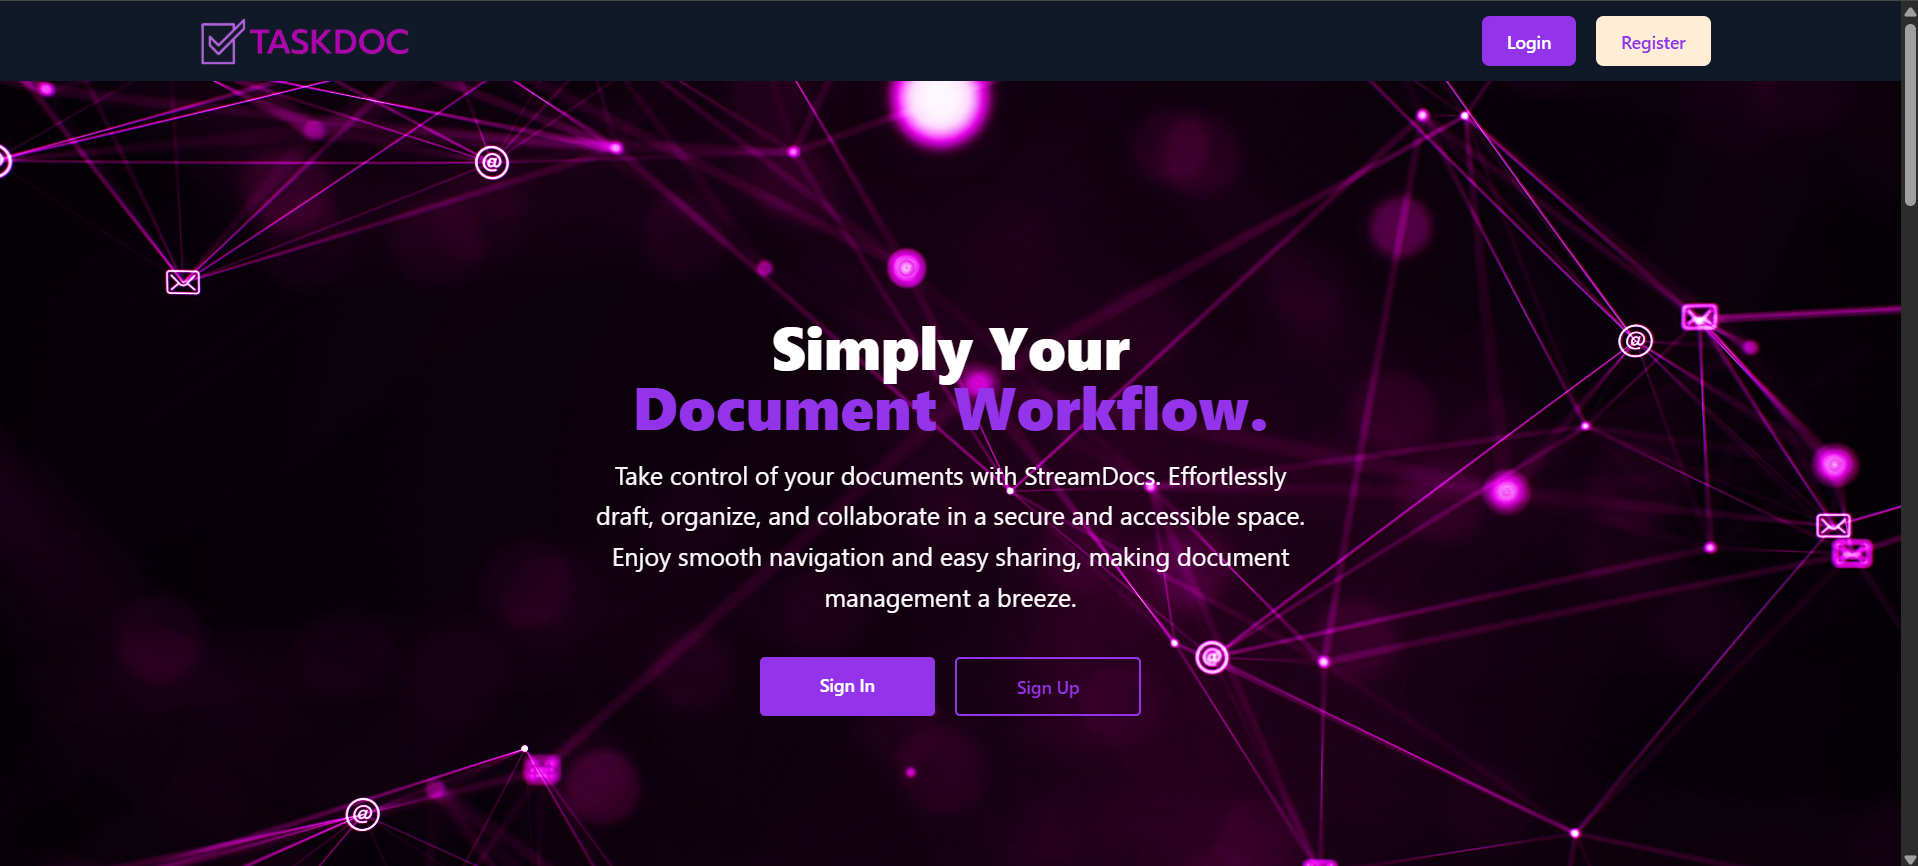 TASKDOC
Login
Register
Simply Your
Document Workflow.
Take control of your documents with StreamDocs. Effortlessly
draft, organize, and collaborate in a secure and accessible space.
Enjoy smooth navigation and easy sharing, making document
management a breeze.
Sign In
Sign Up